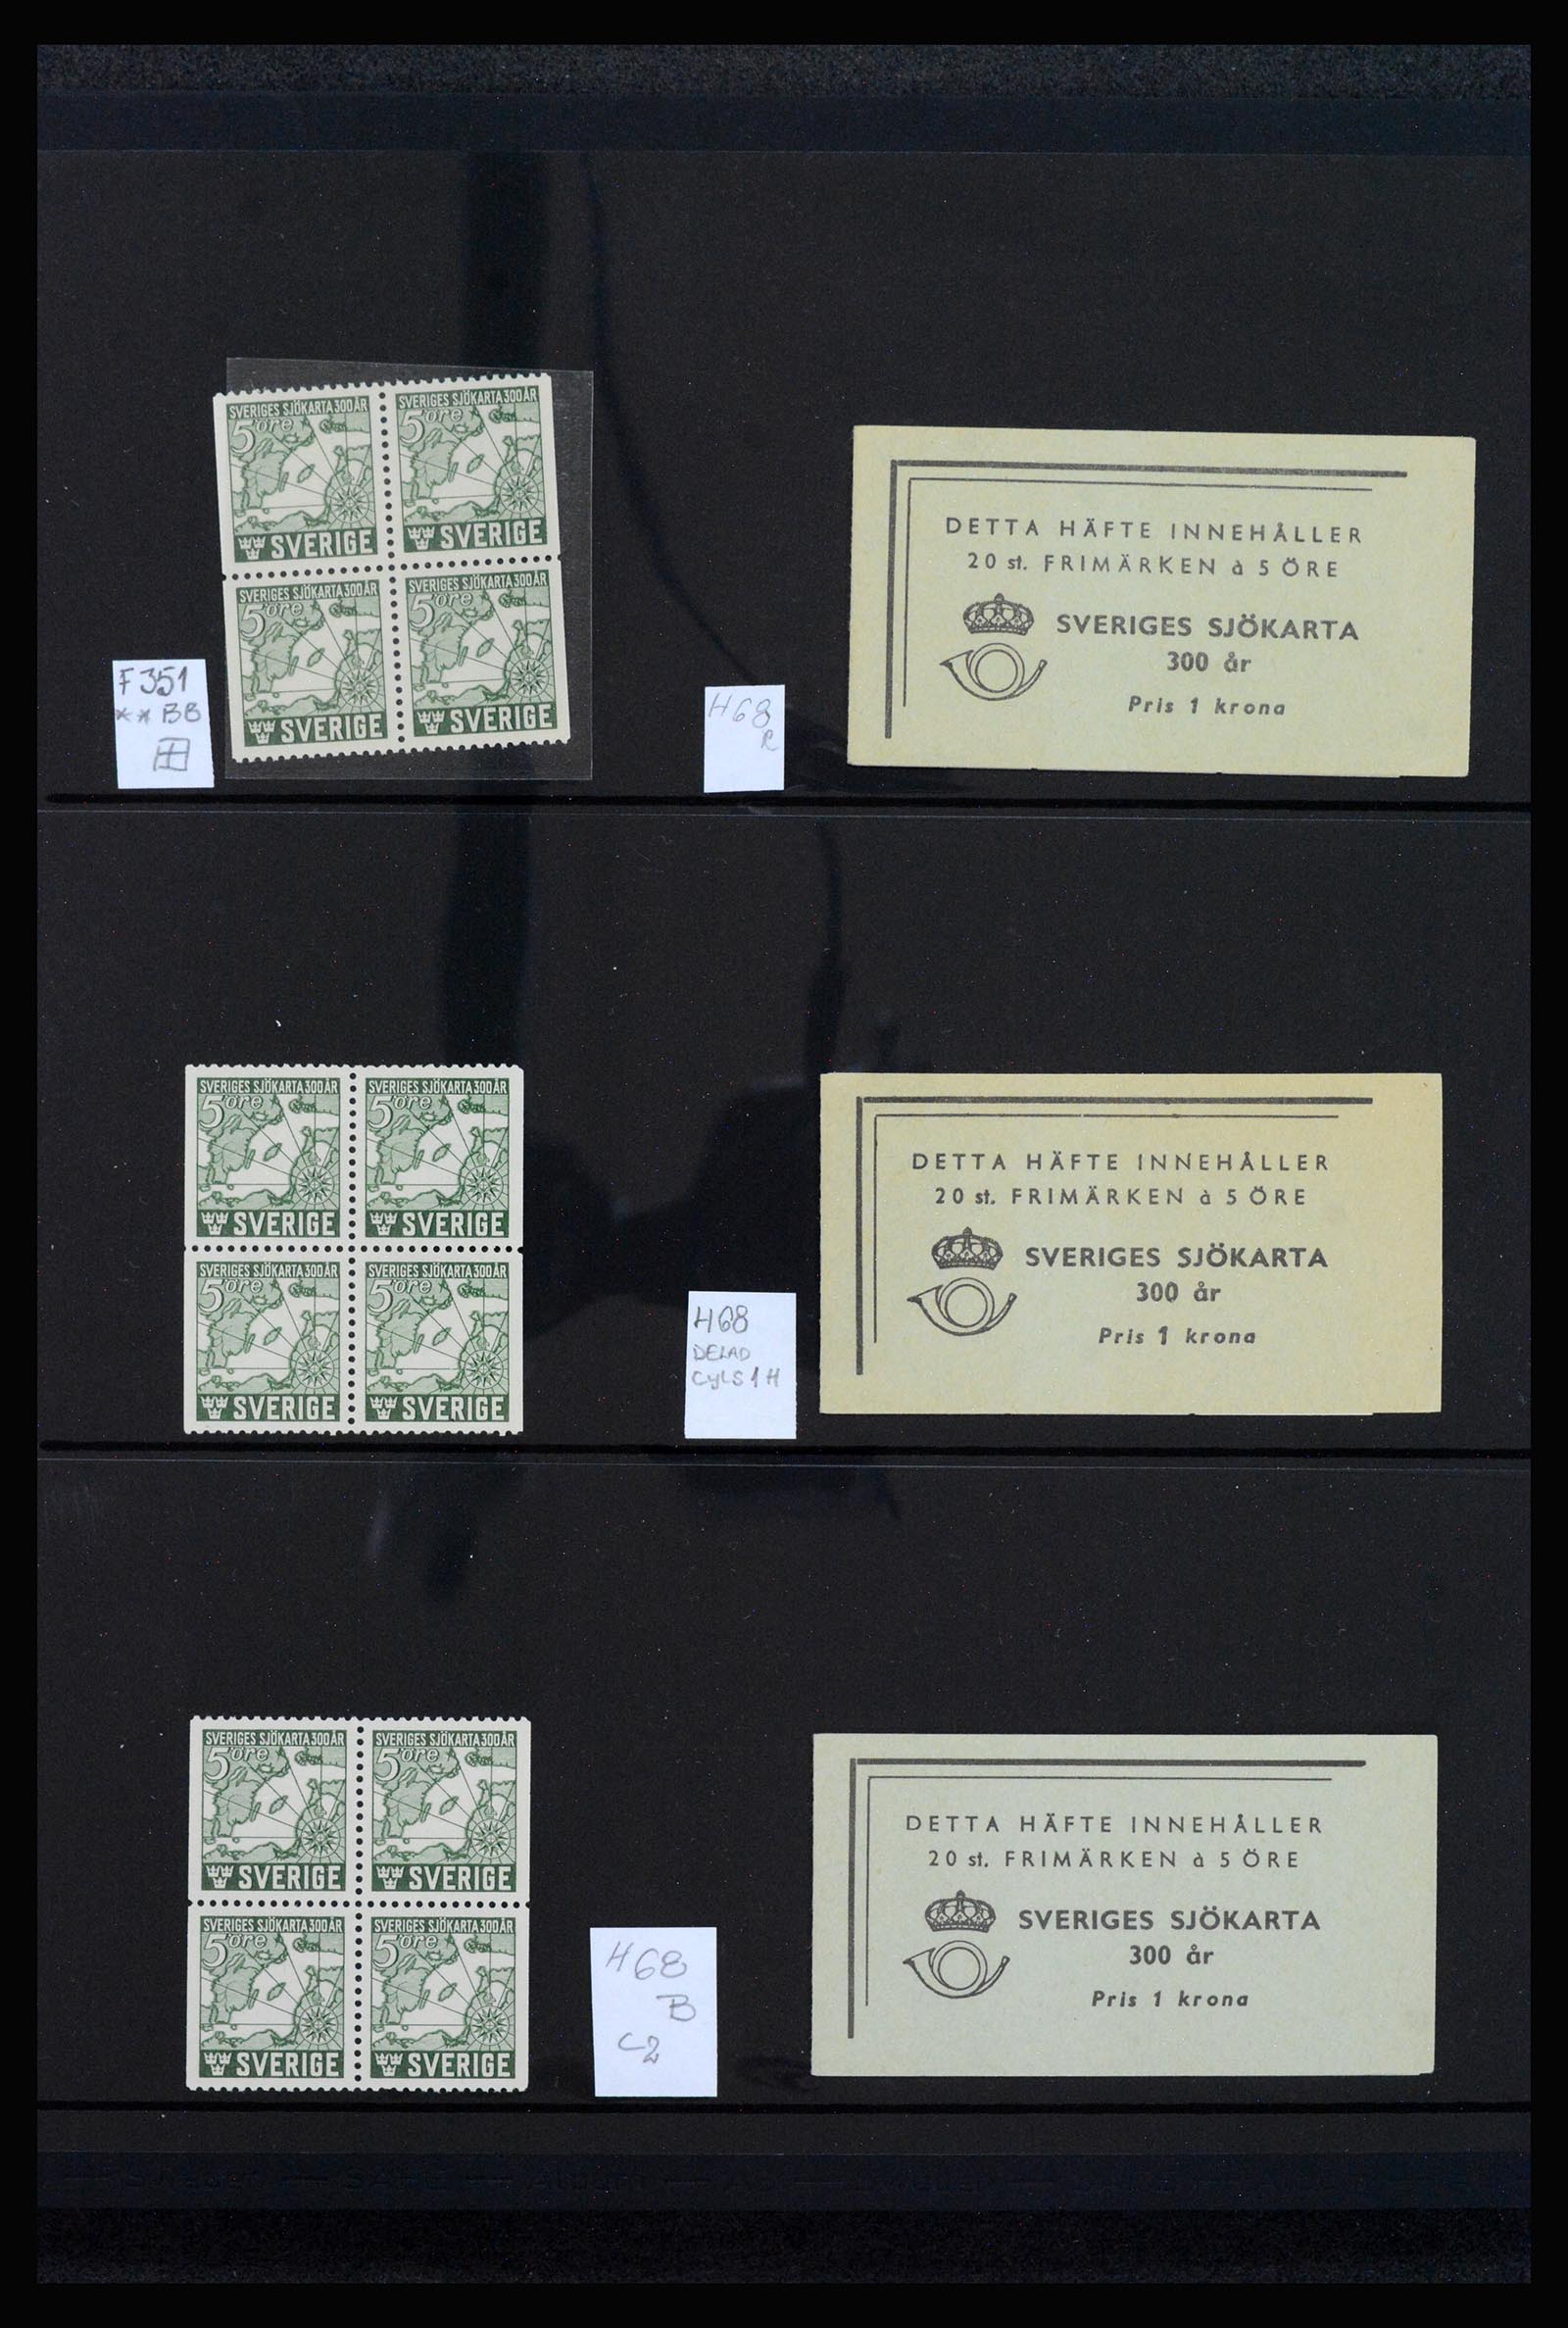 SVERIGES SJÖKARTA 300 ÅR
SVERIGES SJÖKARTA 300 ÅR
5 öre
5 öre
SVERIGE
SVERIGE
SVERIGES SJÖKARTA 300 ÅR
SVERIGES SJÖKARTA 300 ÅR
5 öre
5 öre
SVERIGE
SVERIGE
F 351
** BB
H68
R
DETTA HÄFTE INNEHÅLLER
20 st. FRIMÄRKEN à 5 ÖRE
SVERIGES SJÖKARTA
300 år
Pris 1 krona
SVERIGES SJÖKARTA 300 ÅR
SVERIGES SJÖKARTA 300 ÅR
5 öre
5 öre
SVERIGE
SVERIGE
SVERIGES SJÖKARTA 300 ÅR
SVERIGES SJÖKARTA 300 ÅR
5 öre
5 öre
SVERIGE
SVERIGE
H68
DELAD
CYLS 1 H
DETTA HÄFTE INNEHÅLLER
20 st. FRIMÄRKEN à 5 ÖRE
SVERIGES SJÖKARTA
300 år
Pris 1 krona
SVERIGES SJÖKARTA 300 ÅR
SVERIGES SJÖKARTA 300 ÅR
5 öre
5 öre
SVERIGE
SVERIGE
SVERIGES SJÖKARTA 300 ÅR
SVERIGES SJÖKARTA 300 ÅR
5 öre
5 öre
SVERIGE
SVERIGE
H68
B
C2
DETTA HÄFTE INNEHÅLLER
20 st. FRIMÄRKEN à 5 ÖRE
SVERIGES SJÖKARTA
300 år
Pris 1 krona